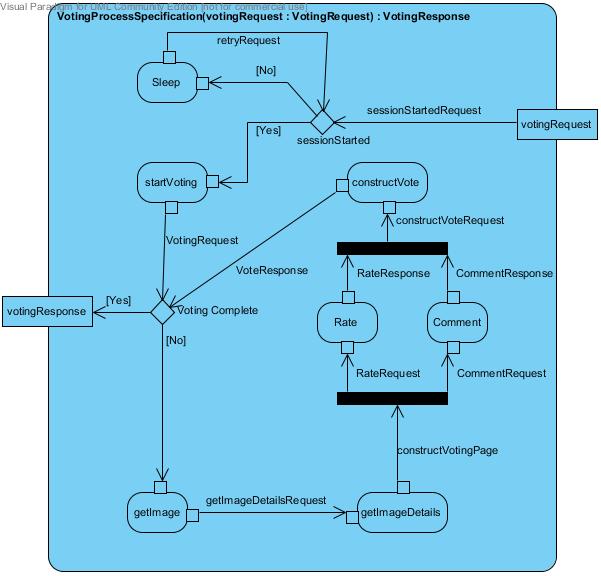 Visual Paradigm for UML Community Edition [not for commercial use]
VotingProcessSpecification(votingRequest : VotingRequest) : VotingResponse
retryRequest
[No]
Sleep
sessionStartedRequest
votingRequest
[Yes]
sessionStarted
startVoting
constructVote
constructVoteRequest
VotingRequest
VoteResponse
RateResponse
CommentResponse
[Yes]
votingResponse
Voting Complete
Rate
Comment
[No]
RateRequest
CommentRequest
constructVotingPage
getImageDetailsRequest
getImage
getImageDetails